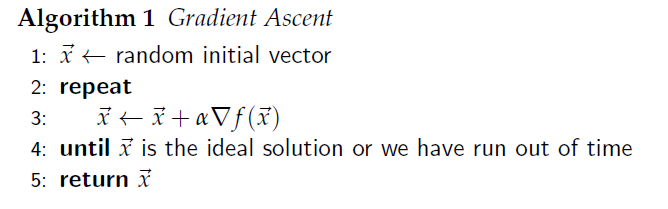 Algorithm 1 Gradient Ascent
1: x⃗ ← random initial vector
2: repeat
3: x⃗ ← x⃗ + α∇f(x⃗)
4: until x⃗ is the ideal solution or we have run out of time
5: return x⃗